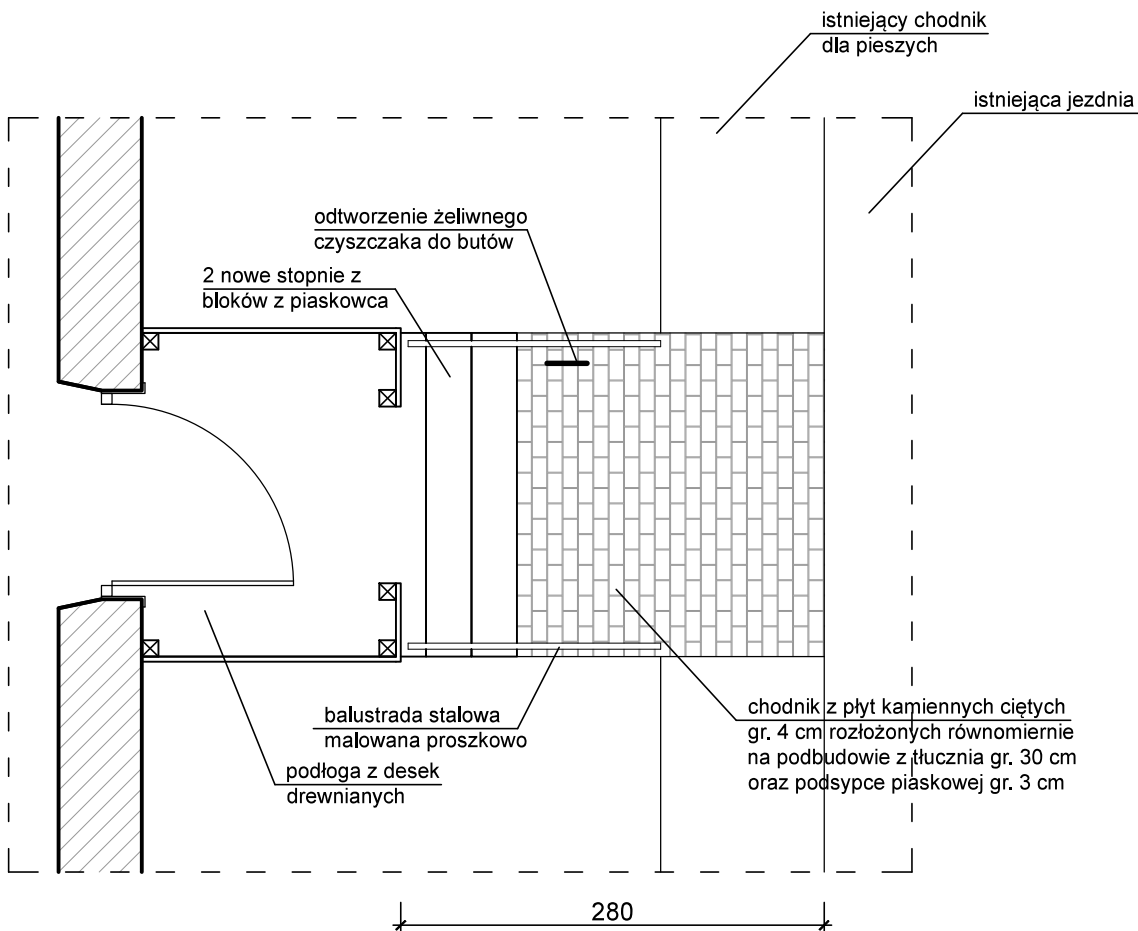 istniejący chodnik
dla pieszych
istniejąca jezdnia
odtworzenie żeliwnego
czyszczaka do butów
2 nowe stopnie z
bloków z piaskowca
balustrada stalowa
malowana proszkowo
podłoga z desek
drewnianych
chodnik z płyt kamiennych ciętych
gr. 4 cm rozłożonych równomiernie
na podbudowie z tłucznia gr. 30 cm
oraz podsypce piaskowej gr. 3 cm
280